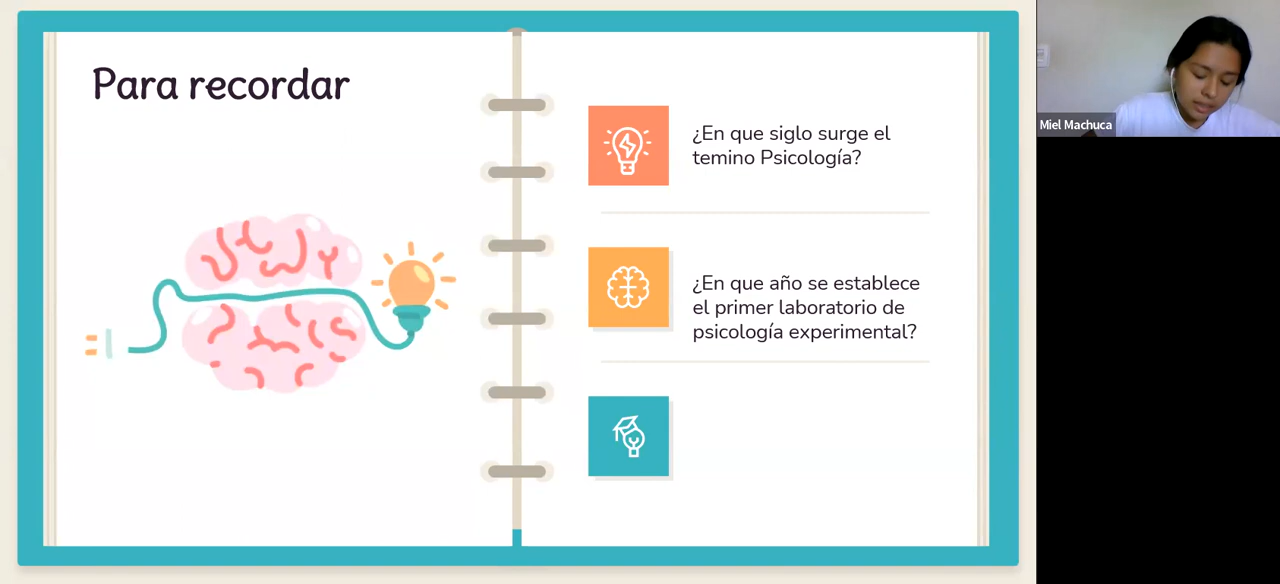 Para recordar
¿En que siglo surge el
temino Psicología?
¿En que año se establece
el primer laboratorio de
psicología experimental?
Miel Machuca